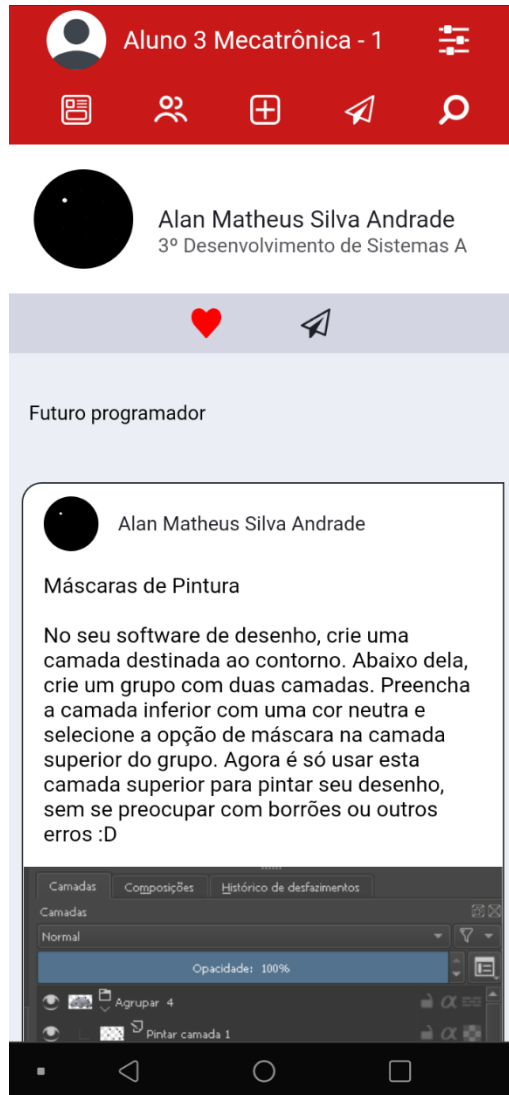 Aluno 3 Mecatrônica - 1
Alan Matheus Silva Andrade
3º Desenvolvimento de Sistemas A
Futuro programador
Alan Matheus Silva Andrade
Máscaras de Pintura
No seu software de desenho, crie uma
camada destinada ao contorno. Abaixo dela,
crie um grupo com duas camadas. Preencha
a camada inferior com uma cor neutra e
selecione a opção de máscara na camada
superior do grupo. Agora é só usar esta
camada superior para pintar seu desenho,
sem se preocupar com borrões ou outros
erros :D
Camadas Composições Histórico de desfazimentos
Camadas
Normal
Opacidade: 100%
Agrupar 4
Pintar camada 1